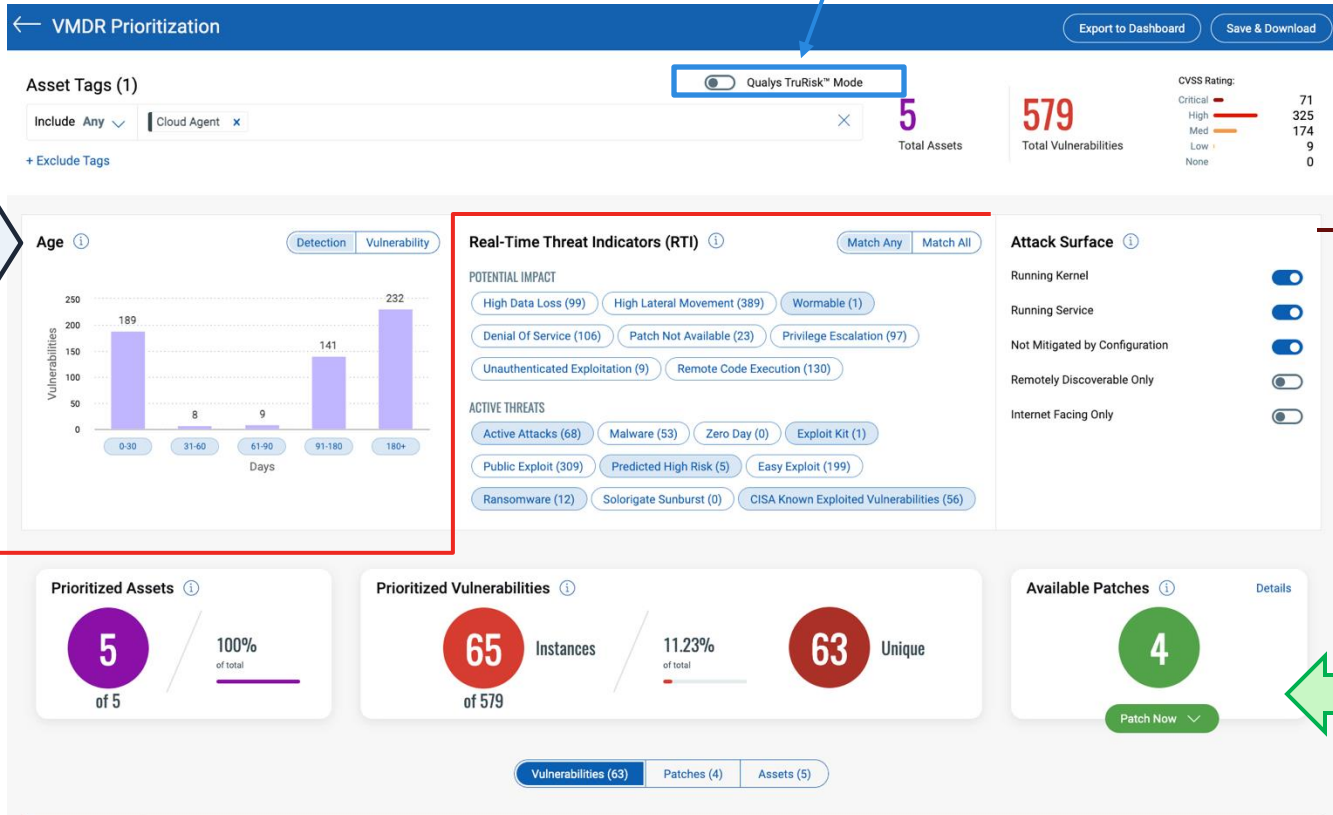 ← VMDR Prioritization
Export to Dashboard
Save & Download
Asset Tags (1)
Qualys TruRisk™ Mode
Include Any
Cloud Agent x
+ Exclude Tags
5
Total Assets
579
Total Vulnerabilities
CVSS Rating:
Critical 71
High 325
Med 174
Low 9
None 0
Age
Detection Vulnerability
Vulnerabilities
250
200
150
100
50
0
189
8
9
141
232
0-30 31-60 61-90 91-180 180+
Days
Real-Time Threat Indicators (RTI)
Match Any Match All
POTENTIAL IMPACT
High Data Loss (99) High Lateral Movement (389) Wormable (1)
Denial Of Service (106) Patch Not Available (23) Privilege Escalation (97)
Unauthenticated Exploitation (9) Remote Code Execution (130)
ACTIVE THREATS
Active Attacks (68) Malware (53) Zero Day (0) Exploit Kit (1)
Public Exploit (309) Predicted High Risk (5) Easy Exploit (199)
Ransomware (12) Solorigate Sunburst (0) CISA Known Exploited Vulnerabilities (56)
Attack Surface
Running Kernel
Running Service
Not Mitigated by Configuration
Remotely Discoverable Only
Internet Facing Only
Prioritized Assets
5
of 5
100%
of total
Prioritized Vulnerabilities
65 Instances
of 579
11.23%
of total
63 Unique
Available Patches
Details
4
Patch Now
Vulnerabilities (63) Patches (4) Assets (5)